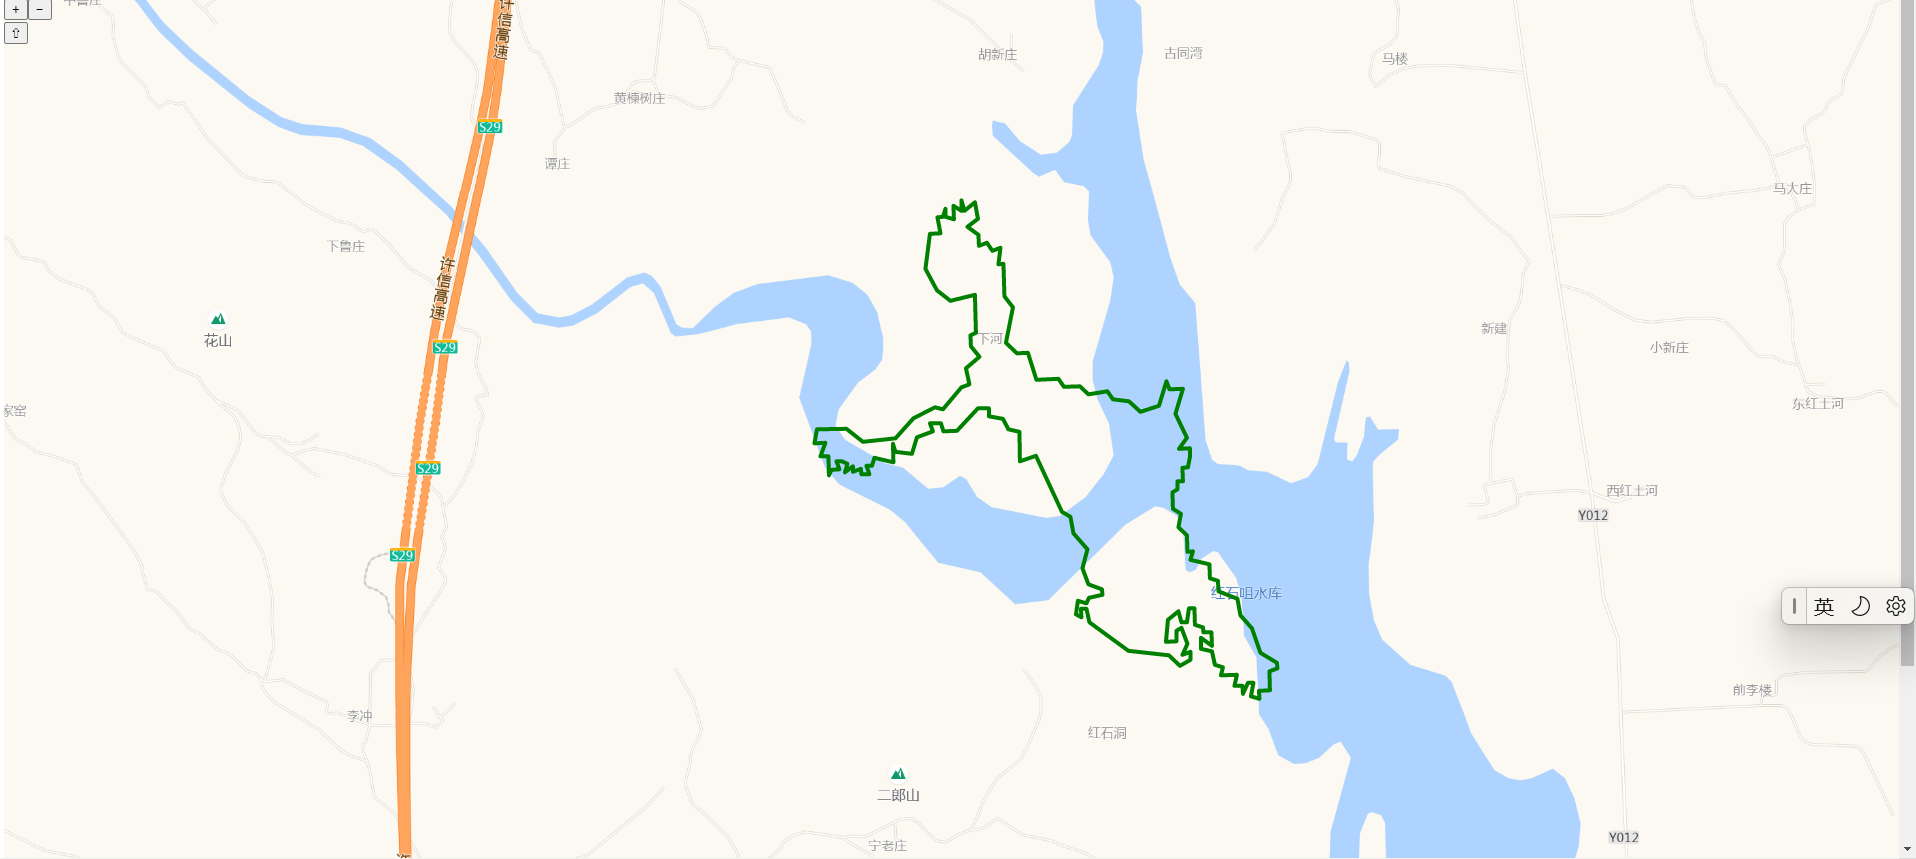 + −
⇧
许信高速
胡新庄
古同湾
马楼
黄楝树庄
S29
谭庄
马大庄
下鲁庄
许信高速
花山
下河
新建
小新庄
S29
家窑
东红土河
S29
西红土河
Y012
S29
红石咀水库
英
前李楼
李冲
红石洞
二郎山
Y012
宁老庄